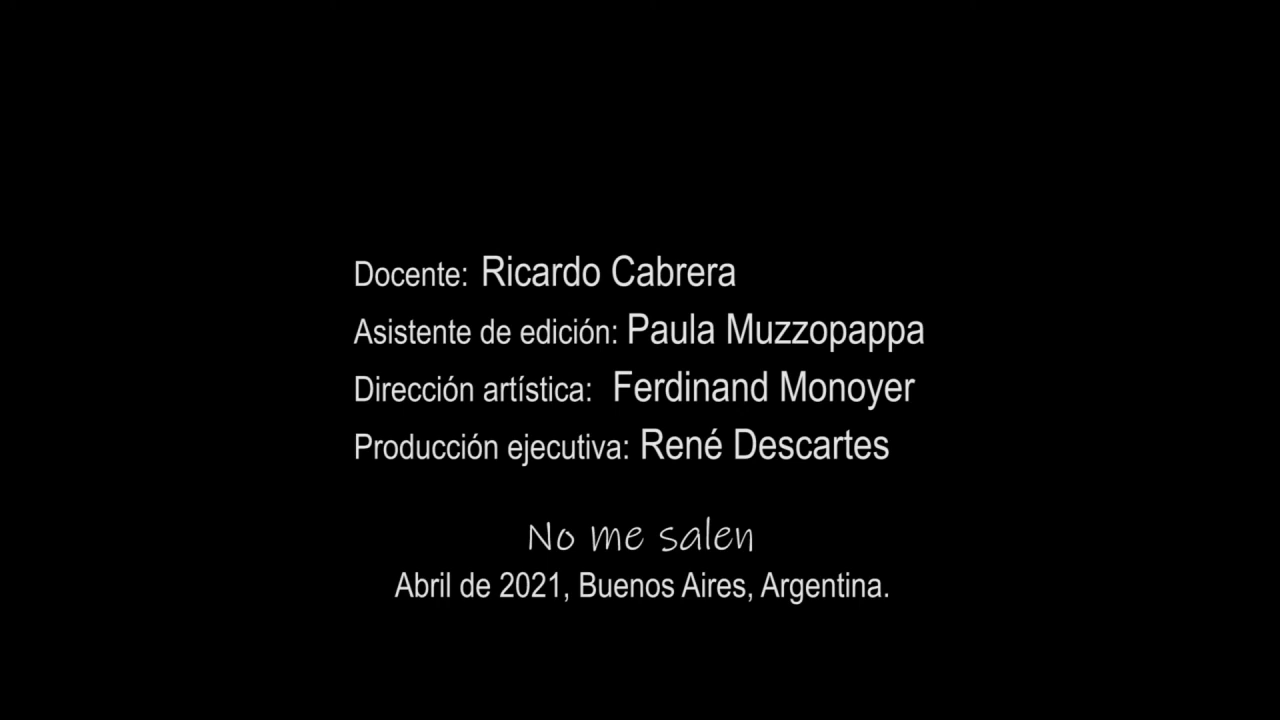 Docente: Ricardo Cabrera
Asistente de edición: Paula Muzzopappa
Dirección artística: Ferdinand Monoyer
Producción ejecutiva: René Descartes
No me salen
Abril de 2021, Buenos Aires, Argentina.